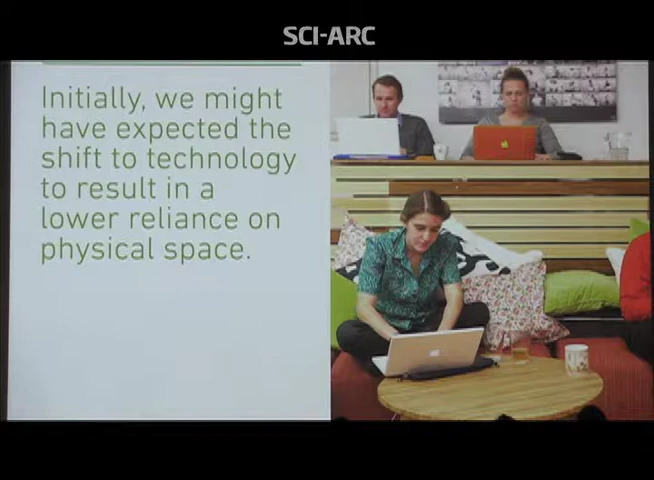 SCI-ARC
Initially, we might
have expected the
shift to technology
to result in a
lower reliance on
physical space.